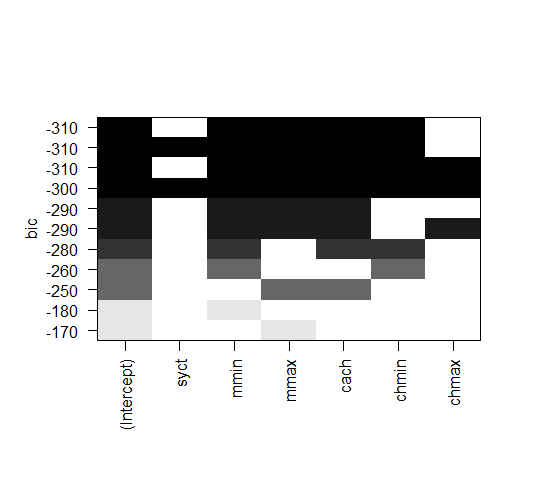 -310
-310
-310
-300
-290
-290
-280
-260
-250
-180
-170
bic
(Intercept)
syct
mmin
mmax
cach
chmin
chmax